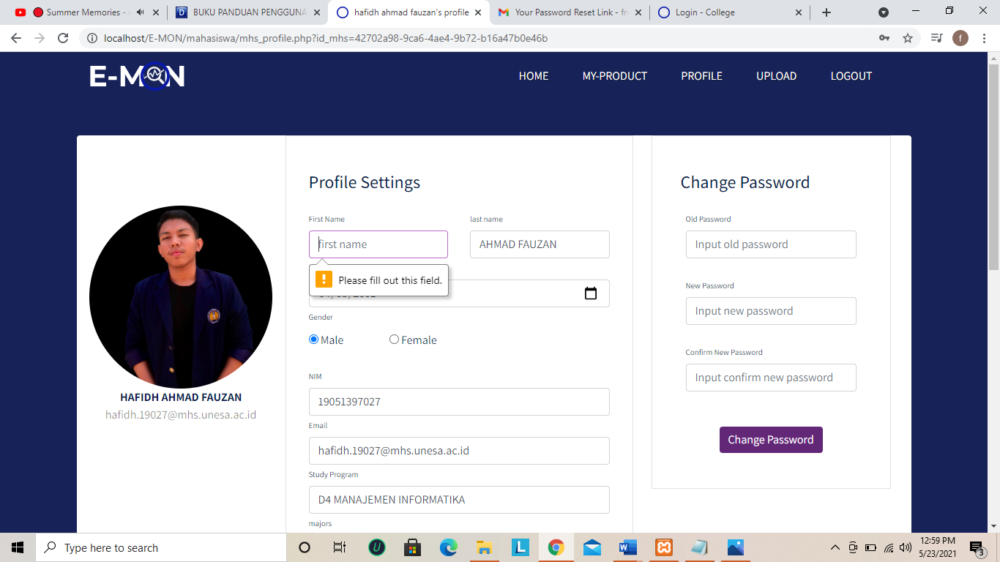 Summer Memories -
BUKU PANDUAN PENGGUNA
hafidh ahmad fauzan's profile
Your Password Reset Link - fn
Login - College
localhost/E-MON/mahasiswa/mhs_profile.php?id_mhs=42702a98-9ca6-4ae4-9b72-b16a47b0e46b
f
E-MON
HOME
MY-PRODUCT
PROFILE
UPLOAD
LOGOUT
HAFIDH AHMAD FAUZAN
hafidh.19027@mhs.unesa.ac.id
Profile Settings
First Name
last name
first name
AHMAD FAUZAN
Please fill out this field.
Gender
Male
Female
NIM
19051397027
Email
hafidh.19027@mhs.unesa.ac.id
Study Program
D4 MANAJEMEN INFORMATIKA
majors
Change Password
Old Password
Input old password
New Password
Input new password
Confirm New Password
Input confirm new password
Change Password
Type here to search
12:59 PM
5/23/2021
3